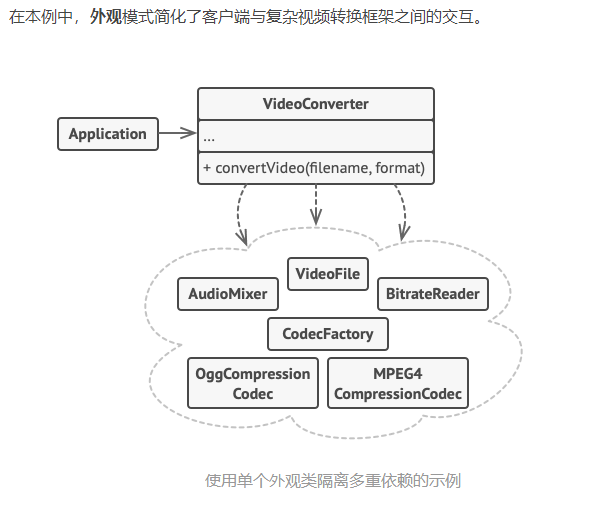 在本例中，外观模式简化了客户端与复杂视频转换框架之间的交互。
VideoConverter
Application
...
+ convertVideo(filename, format)
VideoFile
AudioMixer
BitrateReader
CodecFactory
OggCompression
Codec
MPEG4
CompressionCodec
使用单个外观类隔离多重依赖的示例